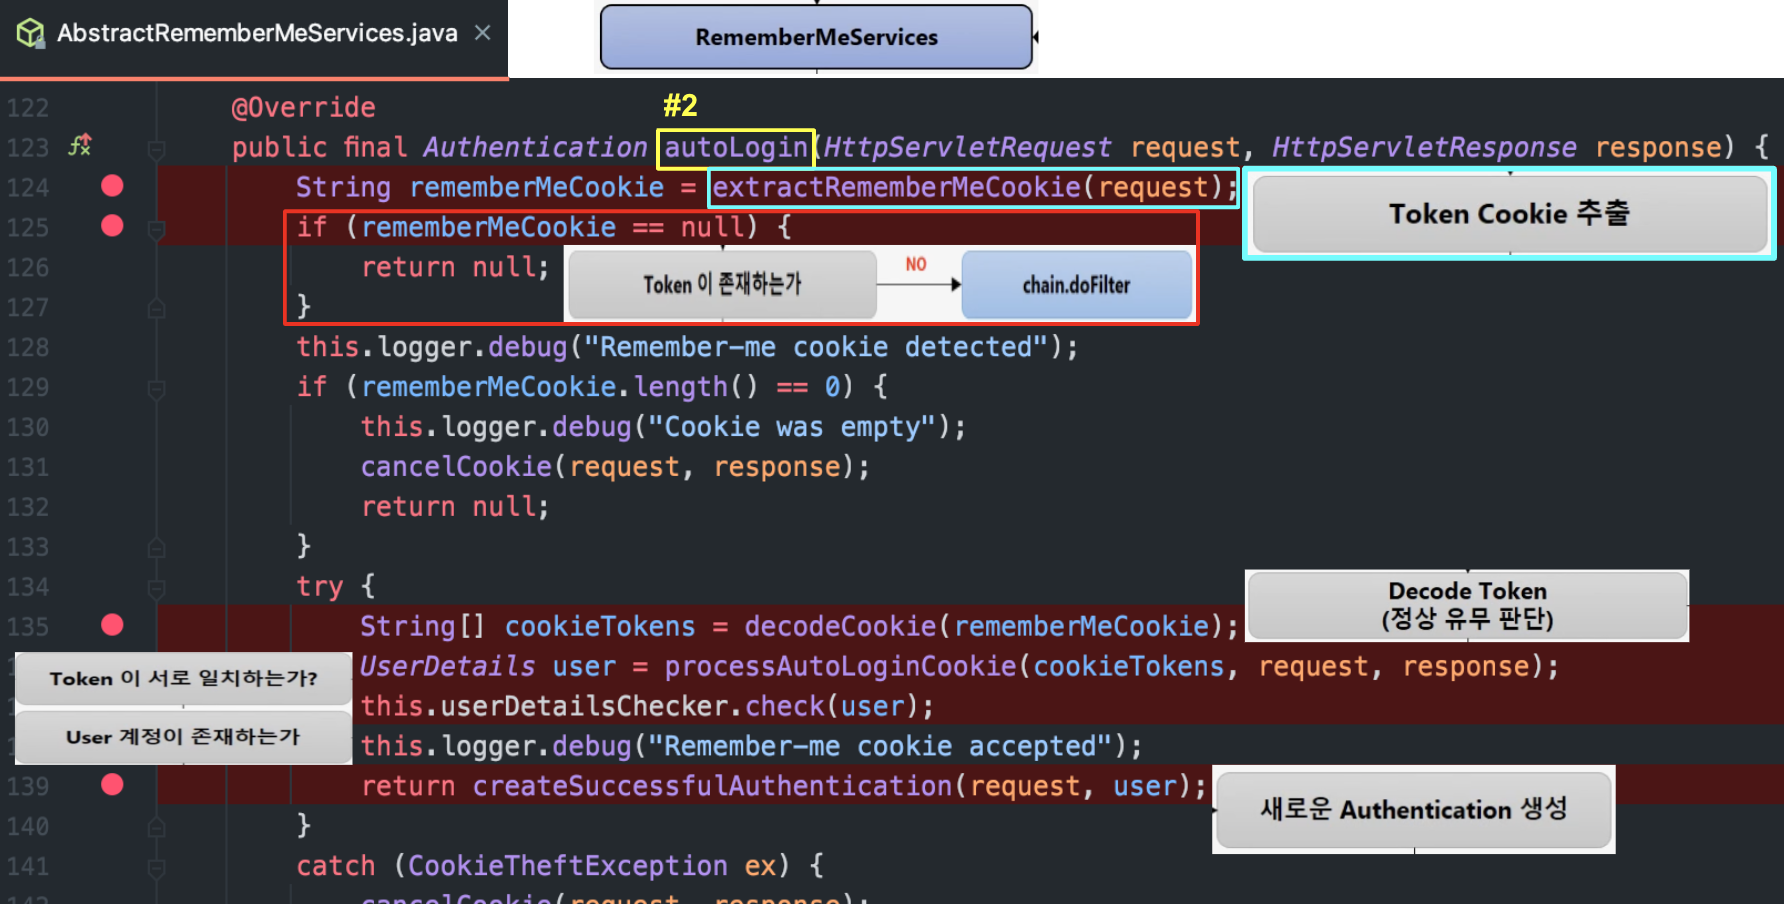 AbstractRememberMeServices.java
RememberMeServices
122 @Override
#2
123 public final Authentication autoLogin(HttpServletRequest request, HttpServletResponse response) {
124 String rememberMeCookie = extractRememberMeCookie(request);
Token Cookie 추출
125 if (rememberMeCookie == null) {
126 return null;
Token 이 존재하는가
NO
chain.doFilter
127 }
128 this.logger.debug("Remember-me cookie detected");
129 if (rememberMeCookie.length() == 0) {
130 this.logger.debug("Cookie was empty");
131 cancelCookie(request, response);
132 return null;
133 }
134 try {
Decode Token
(정상 유무 판단)
135 String[] cookieTokens = decodeCookie(rememberMeCookie);
Token 이 서로 일치하는가?
UserDetails user = processAutoLoginCookie(cookieTokens, request, response);
this.userDetailsChecker.check(user);
User 계정이 존재하는가
this.logger.debug("Remember-me cookie accepted");
139 return createSuccessfulAuthentication(request, user);
새로운 Authentication 생성
140 }
141 catch (CookieTheftException ex) {
cancelCookie(request, response);